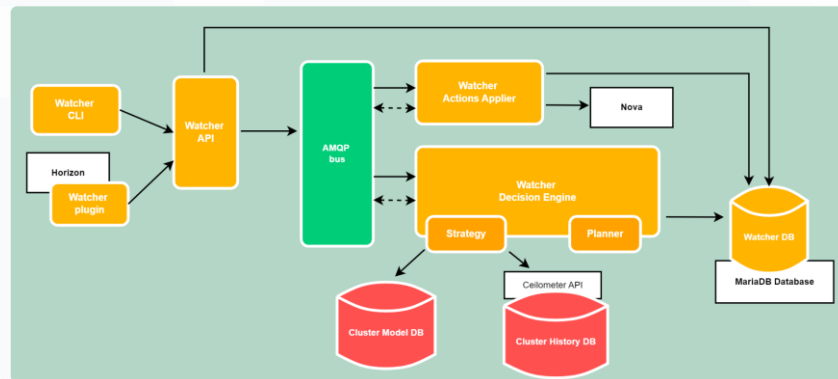 Watcher
CLI
Horizon
Watcher
plugin
Watcher
API
AMQP
bus
Watcher
Actions Applier
Nova
Watcher
Decision Engine
Strategy
Planner
Cluster Model DB
Ceilometer API
Cluster History DB
Watcher DB
MariaDB Database